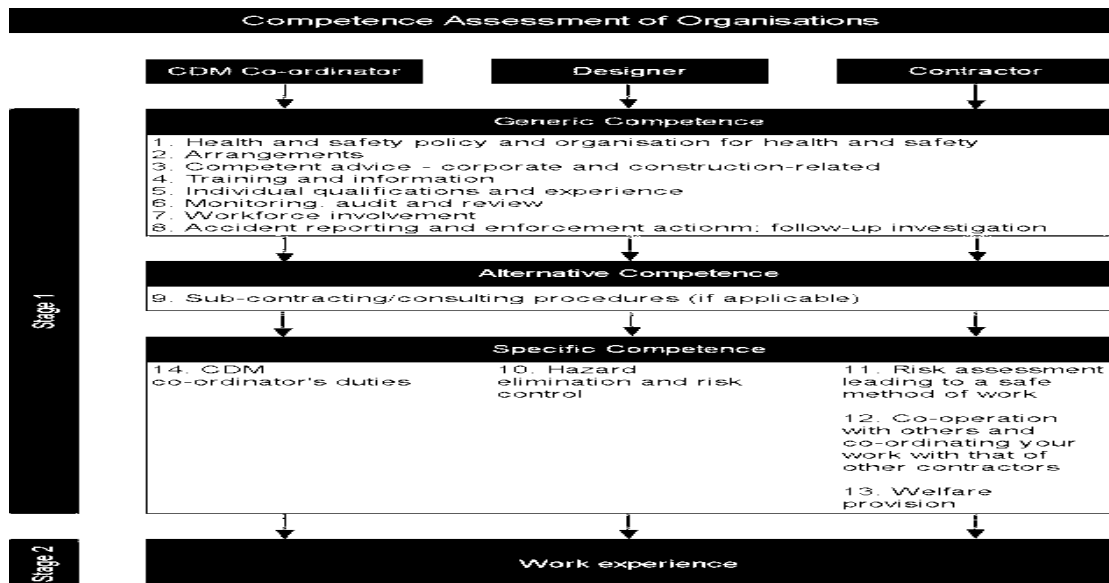 Competence Assessment of Organisations
CDM Co-ordinator
Designer
Contractor
Stage 1
Generic Competence
1. Health and safety policy and organisation for health and safety
2. Arrangements
3. Competent advice - corporate and construction-related
4. Training and information
5. Individual qualifications and experience
6. Monitoring, audit and review
7. Workforce involvement
8. Accident reporting and enforcement actionm; follow-up investigation
Alternative Competence
9. Sub-contracting/consulting procedures (if applicable)
Specific Competence
14. CDM
co-ordinator's duties
10. Hazard
elimination and risk
control
11. Risk assessment
leading to a safe
method of work
12. Co-operation
with others and
co-ordinating your
work with that of
other contractors
13. Welfare
provision
Stage 2
Work experience